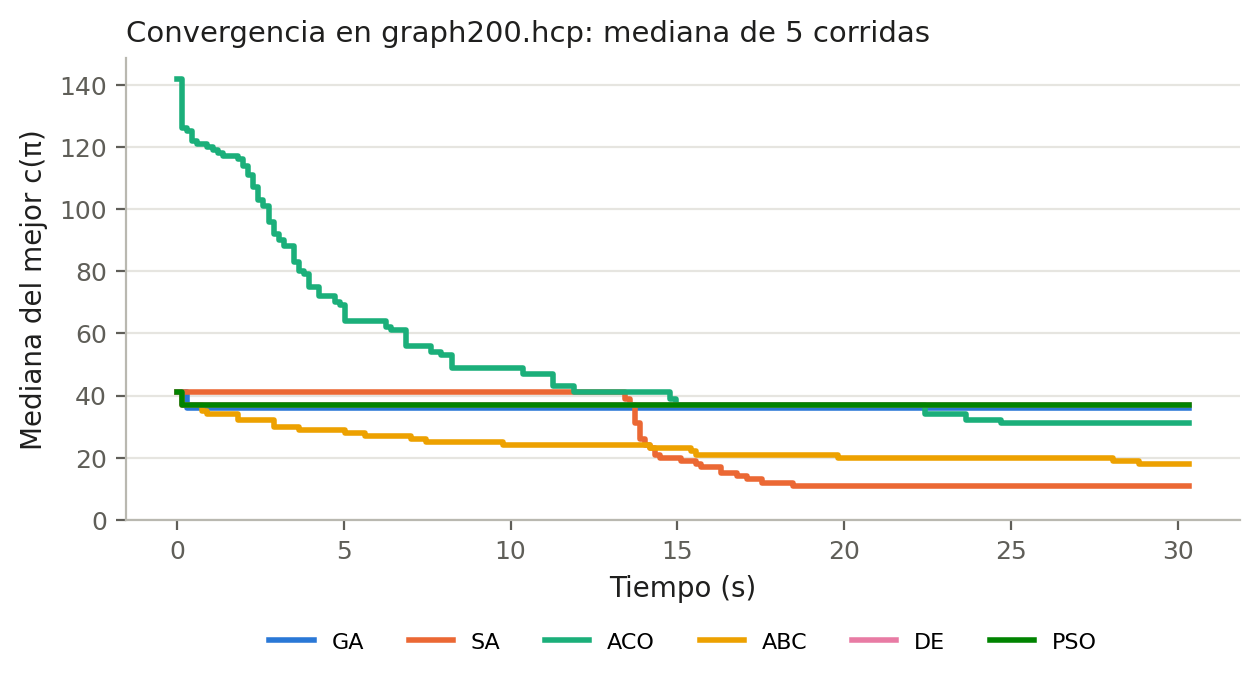 Convergencia en graph200.hcp: mediana de 5 corridas
Mediana del mejor c(π)
140
120
100
80
60
40
20
0
0 5 10 15 20 25 30
Tiempo (s)
GA SA ACO ABC DE PSO